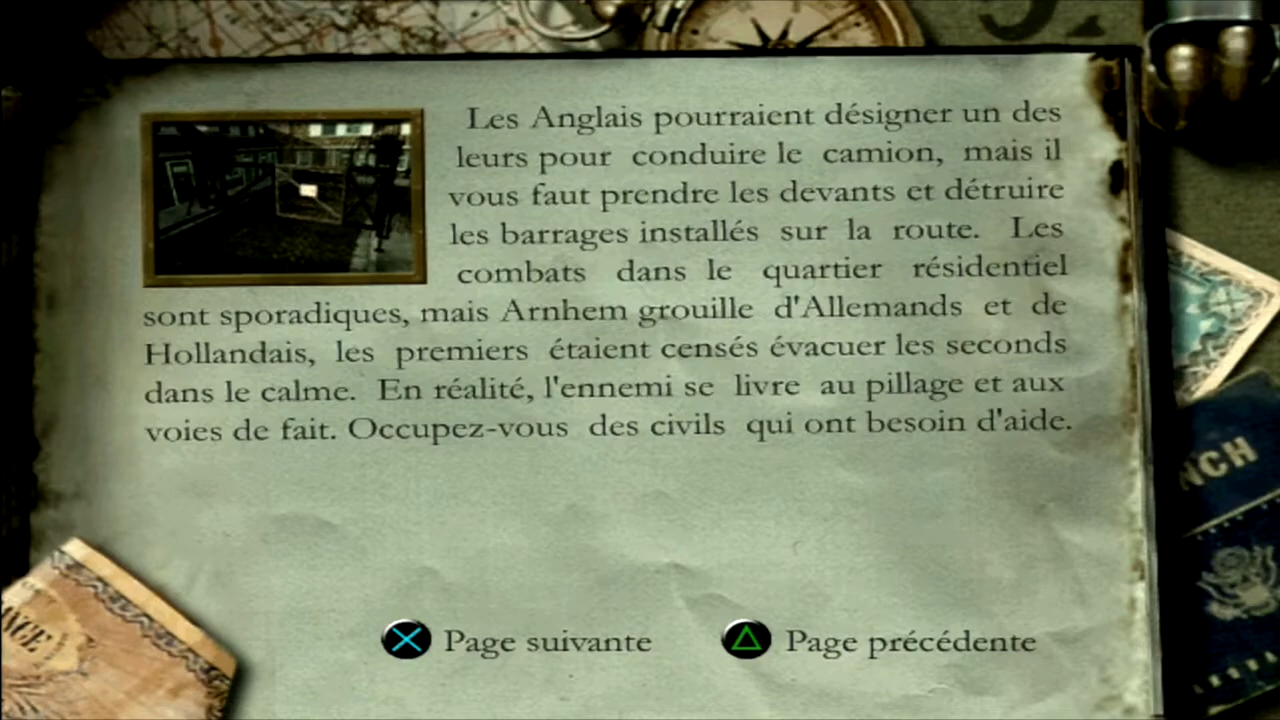 Les Anglais pourraient désigner un des
leurs pour conduire le camion, mais il
vous faut prendre les devants et détruire
les barrages installés sur la route. Les
combats dans le quartier résidentiel
sont sporadiques, mais Arnhem grouille d'Allemands et de
Hollandais, les premiers étaient censés évacuer les seconds
dans le calme. En réalité, l'ennemi se livre au pillage et aux
voies de fait. Occupez-vous des civils qui ont besoin d'aide.
Page suivante Page précédente